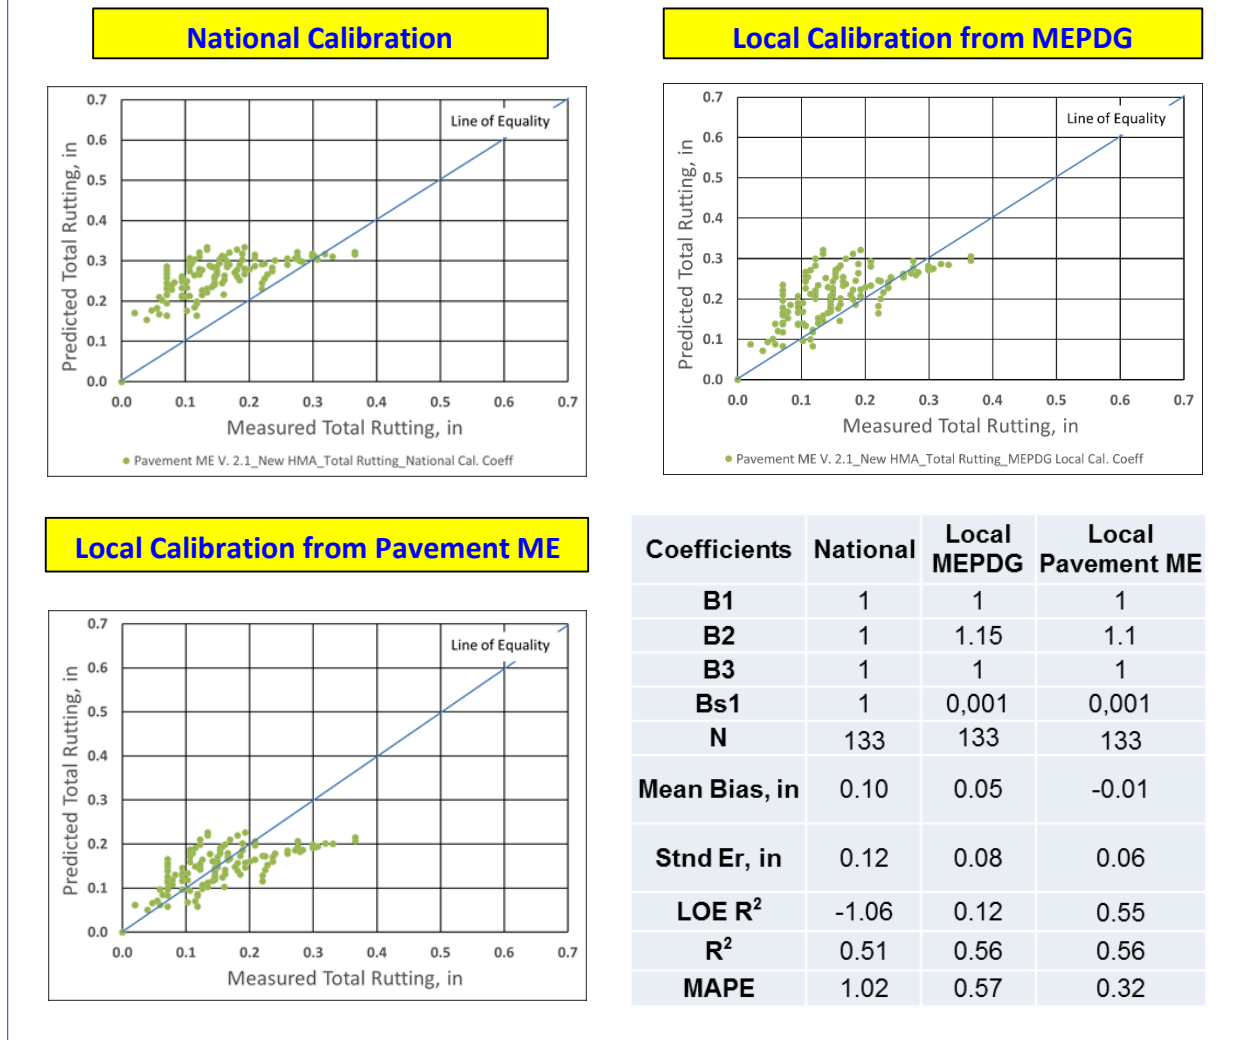 National Calibration
Local Calibration from MEPDG
0.7
0.6
0.5
0.4
0.3
0.2
0.1
0.0
Predicted Total Rutting, in
Line of Equality
0.0 0.1 0.2 0.3 0.4 0.5 0.6 0.7
Measured Total Rutting, in
Pavement ME V. 2.1_New HMA_Total Rutting_National Cal. Coeff
0.7
0.6
0.5
0.4
0.3
0.2
0.1
0.0
Predicted Total Rutting, in
Line of Equality
0.0 0.1 0.2 0.3 0.4 0.5 0.6 0.7
Measured Total Rutting, in
Pavement ME V. 2.1_New HMA_Total Rutting_MEPDG Local Cal. Coeff
Local Calibration from Pavement ME
0.7
0.6
0.5
0.4
0.3
0.2
0.1
0.0
Predicted Total Rutting, in
Line of Equality
0.0 0.1 0.2 0.3 0.4 0.5 0.6 0.7
Measured Total Rutting, in
Coefficients National Local MEPDG Local Pavement ME
B1 1 1 1
B2 1 1.15 1.1
B3 1 1 1
Bs1 1 0,001 0,001
N 133 133 133
Mean Bias, in 0.10 0.05 -0.01
Stnd Er, in 0.12 0.08 0.06
LOE R² -1.06 0.12 0.55
R² 0.51 0.56 0.56
MAPE 1.02 0.57 0.32